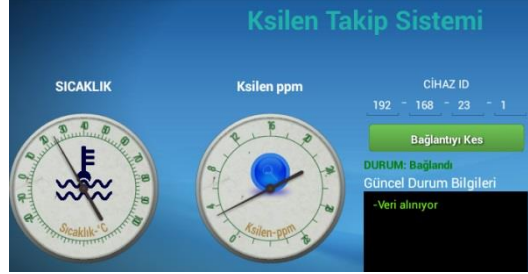 Ksilen Takip Sistemi
SICAKLIK
Ksilen ppm
CİHAZ ID
192 - 168 - 23 - 1
Bağlantıyı Kes
DURUM: Bağlandı
Güncel Durum Bilgileri
-Veri alınıyor
Sıcaklık-°C
Ksilen-ppm